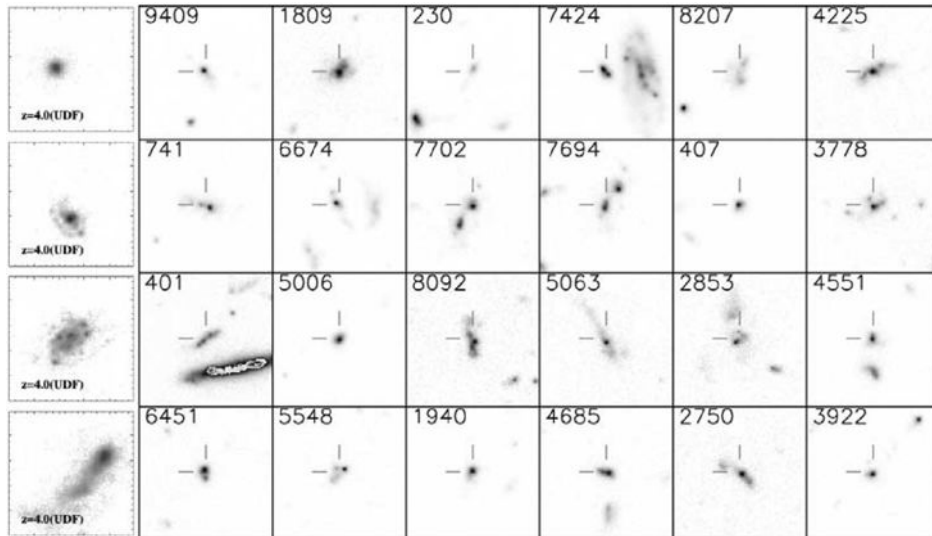 9409 1809 230 7424 8207 4225
z=4.0(UDF)
741 6674 7702 7694 407 3778
z=4.0(UDF)
401 5006 8092 5063 2853 4551
z=4.0(UDF)
6451 5548 1940 4685 2750 3922
z=4.0(UDF)